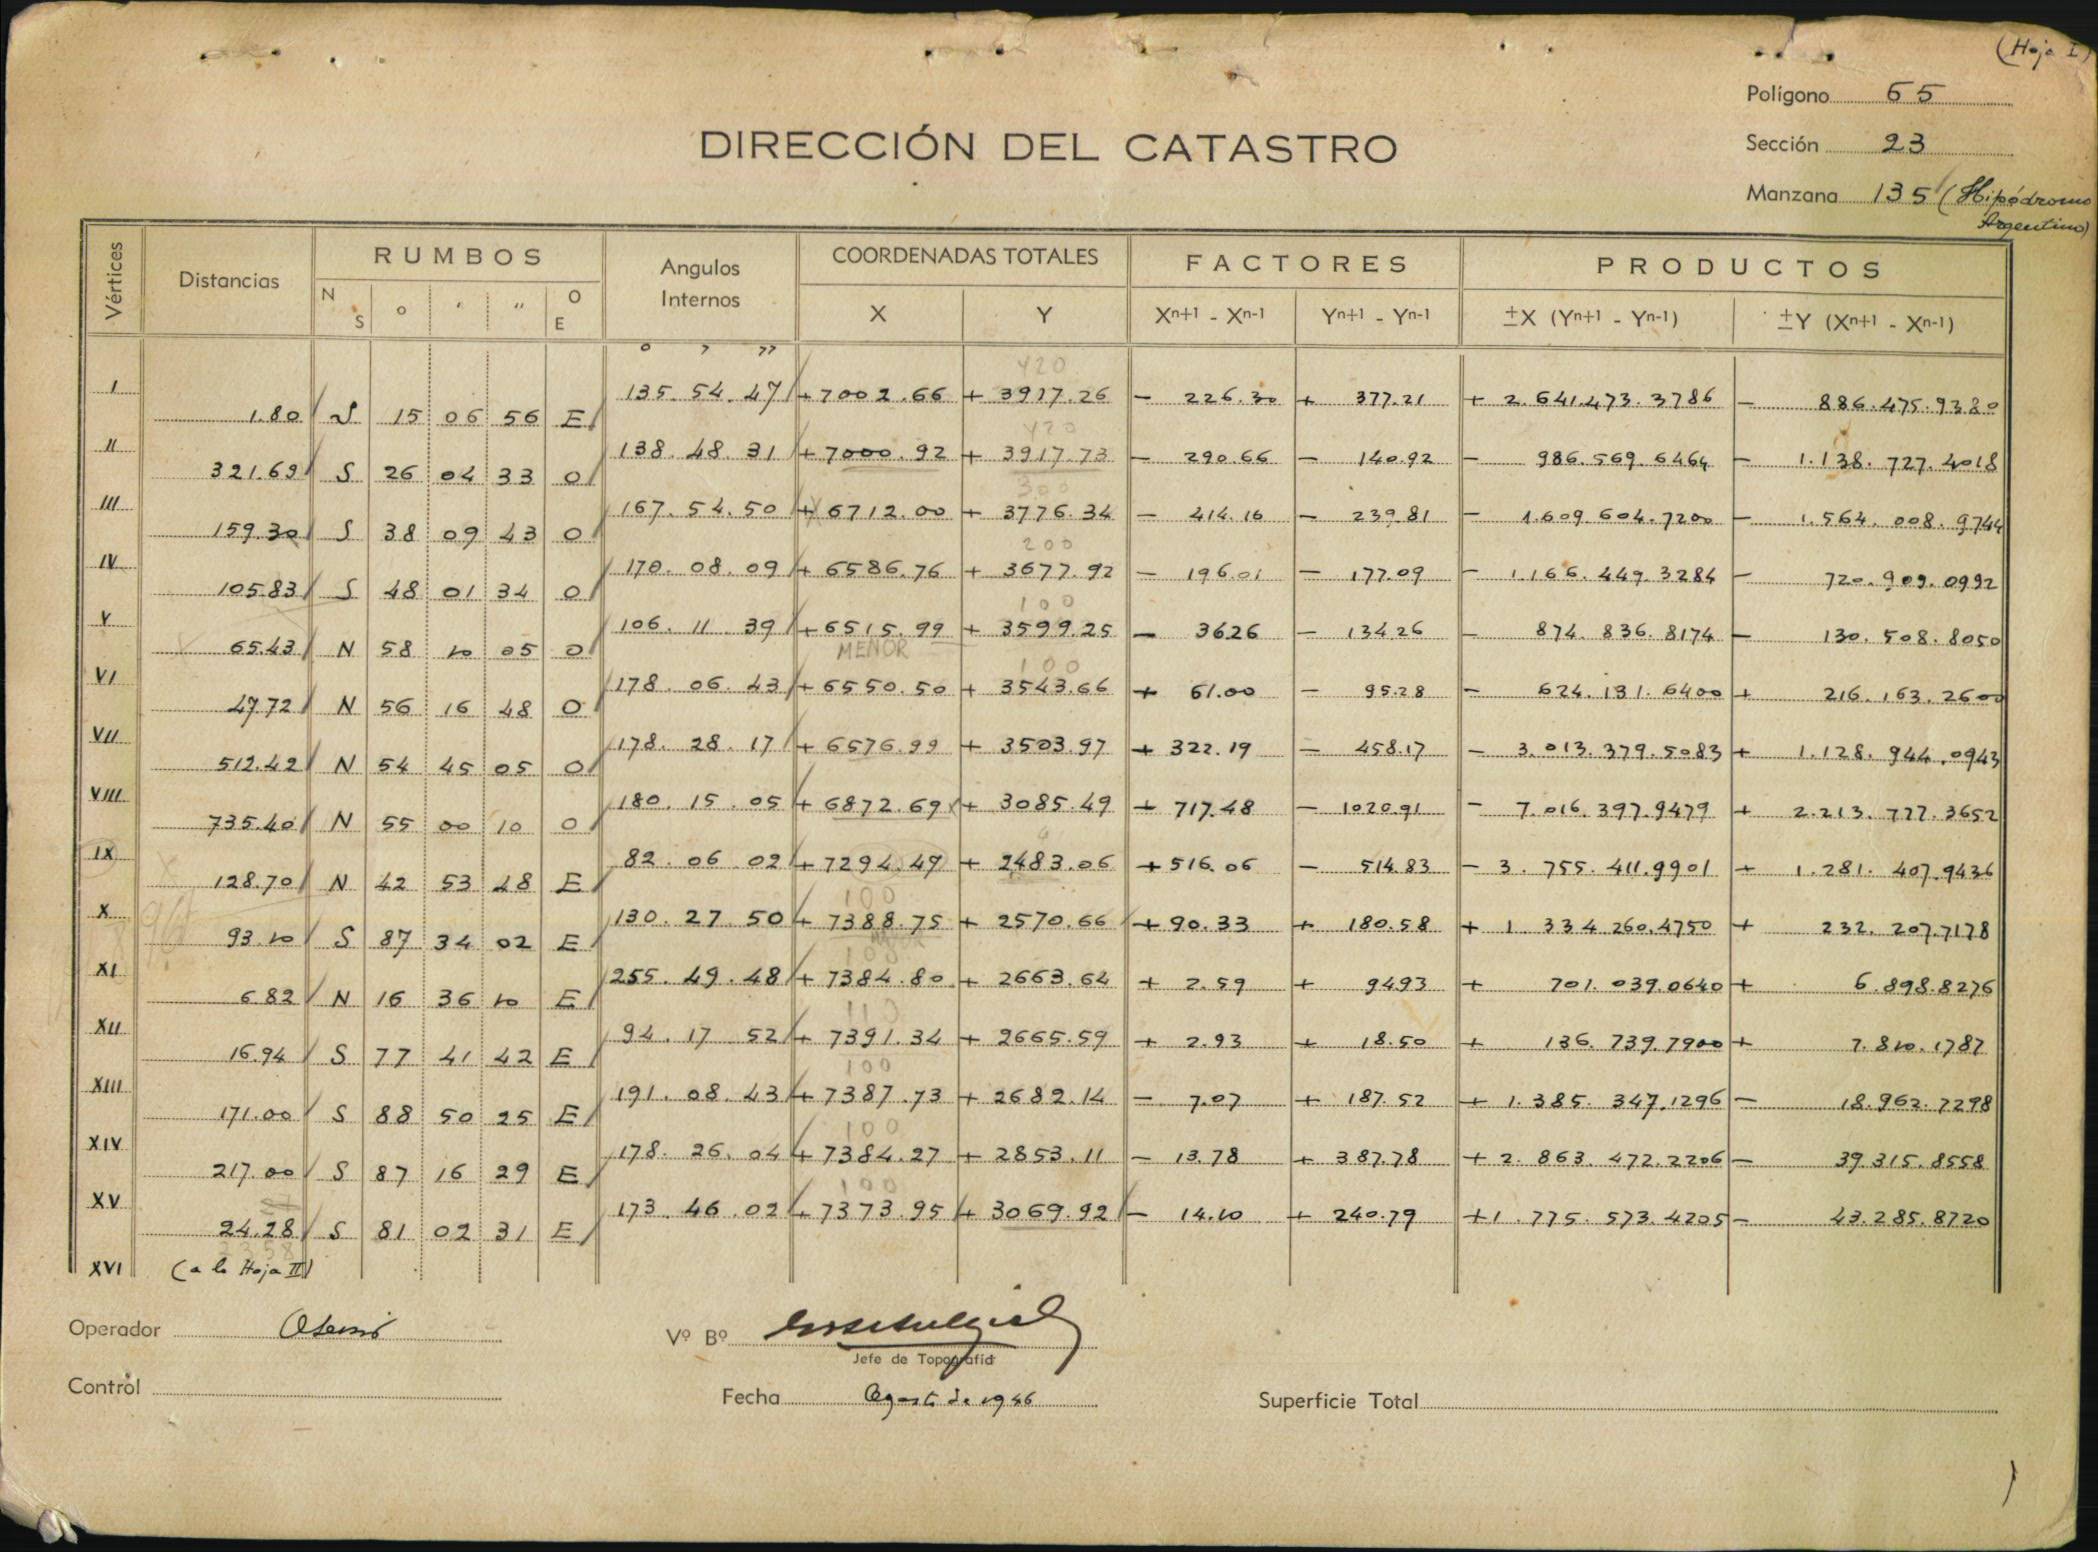 (Hoja I)
Polígono 65
Sección 23
Manzana 135 (Hipódromo
Argentino)
DIRECCIÓN DEL CATASTRO
Vértices Distancias RUMBOS Angulos Internos COORDENADAS TOTALES FACTORES PRODUCTOS
N S ° ' " O E X Y Xn+1 - Xn-1 Yn+1 - Yn-1 ±X (Yn+1 - Yn-1) ±Y (Xn+1 - Xn-1)
° ' "
420
I 135. 54. 47 +7002.66 + 3917.26 - 226.30 + 377.21 + 2.641.473.3786 - 886.475.9380
1.80 S 15 06 56 E
420
II 138. 48. 31 +7000.92 + 3917.73 - 290.66 - 140.92 - 986.569.6464 - 1.138.727.4018
321.69 S 26 04 33 O
300
III 167. 54. 50 + 6712.00 + 3776.34 - 414.16 - 239.81 - 1.609.604.7200 - 1.564.008.9744
159.30 S 38 09 43 O
200
IV 170. 08. 09 + 6586.76 + 3677.92 - 196.01 - 177.09 - 1.166.449.3284 - 720.909.0992
105.83 S 48 01 34 O
100
V 106. 11. 39 +6515.99 + 3599.25 - 36.26 - 134.26 - 874.836.8174 - 130.508.8050
MENOR
65.43 N 58 10 05 O
100
VI 178. 06. 43 +6550.50 + 3543.66 + 61.00 - 95.28 - 624.131.6400 + 216.163.2600
47.72 N 56 16 48 O
VII 178. 28. 17 + 6576.99 + 3503.97 + 322.19 - 458.17 - 3.013.379.5083 + 1.128.944.0943
512.42 N 54 45 05 O
VIII 180. 15. 05 + 6872.69 + 3085.49 + 717.48 - 1020.91 - 7.016.397.9479 + 2.213.777.3652
735.40 N 55 00 10 O
IX 82. 06. 02 +7294.49 + 2483.06 +516.06 - 514.83 - 3.755.411.9901 + 1.281.407.9436
128.70 N 42 53 48 E
100
X 130. 27. 50 + 7388.75 + 2570.66 +90.33 + 180.58 + 1.334.260.4750 + 232.207.7178
93.10 S 87 34 02 E
100
XI 255. 49. 48 + 7384.80 + 2663.64 + 2.59 + 94.93 + 701.039.0640 + 6.898.8276
6.82 N 16 36 10 E
110
XII 94. 17 52 + 7391.34 + 2665.59 + 2.93 + 18.50 + 136.739.7900 + 7.810.1787
16.94 S 77 41 42 E
100
XIII 191. 08. 43 + 7387.73 + 2682.14 - 7.07 + 187.52 + 1.385.347.1296 - 18.962.7298
171.00 S 88 50 25 E
100
XIV 178. 26. 04 +7384.27 + 2853.11 - 13.78 + 387.78 + 2.863.472.2206 - 39.315.8558
217.00 S 87 16 29 E
100
XV 173. 46. 02 +7373.95 + 3069.92 - 14.10 + 240.79 +1.775.573.4205 - 43.285.8720
24.28 S 81 02 31 E
XVI (a la Hoja II)
Operador
Vº Bº
Jefe de Topografía
Control
Fecha Agosto de 1946
Superficie Total